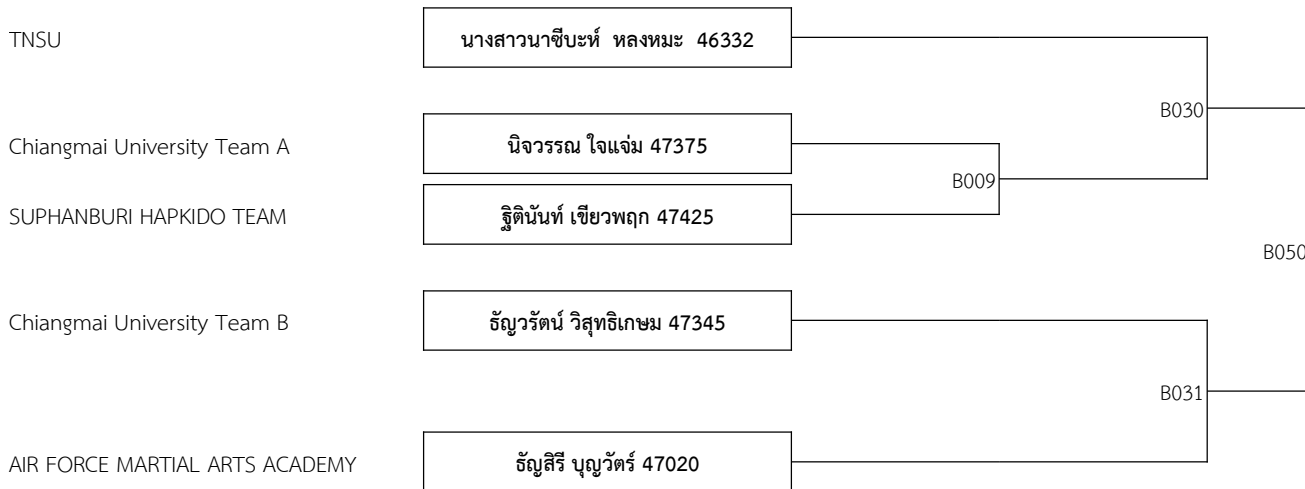 TNSU
นางสาวนาซีบะห์  หลงหมะ  46332
B030
Chiangmai University Team A
นิจวรรณ ใจแจ่ม 47375
B009
SUPHANBURI HAPKIDO TEAM
ฐิตินันท์ เขียวพฤก 47425
B050
Chiangmai University Team B
ธัญวรัตน์ วิสุทธิเกษม 47345
B031
AIR FORCE MARTIAL ARTS ACADEMY
ธัญสิรี บุญวัตร์ 47020